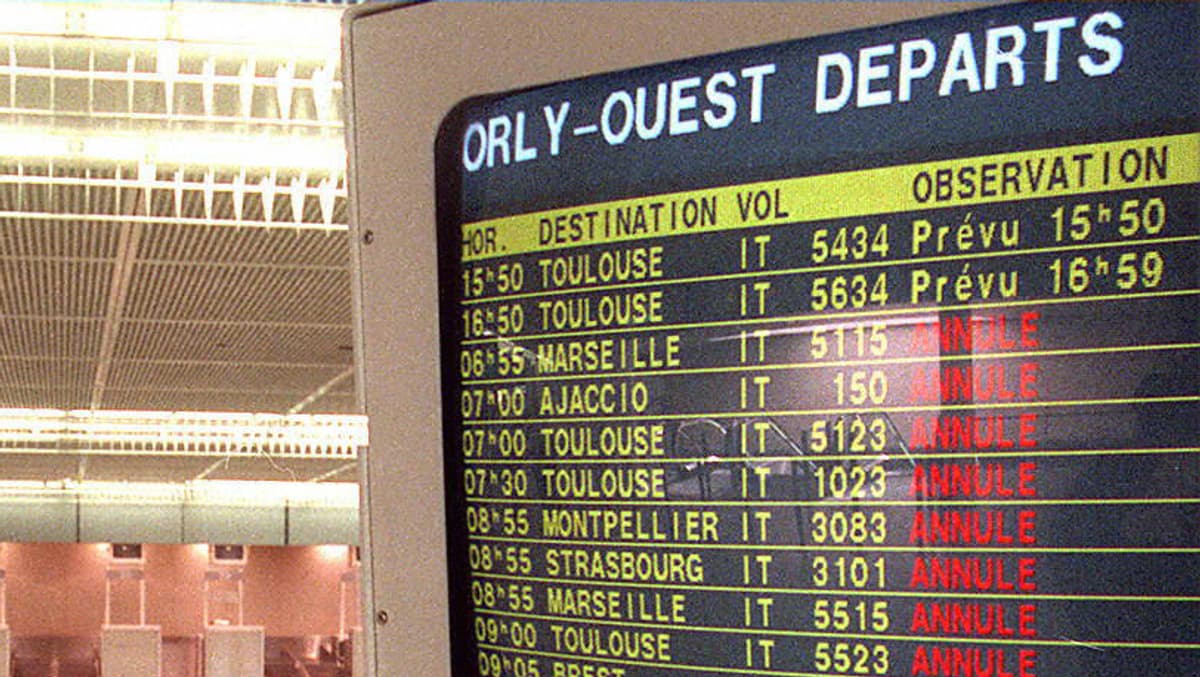 ORLY-OUEST DEPARTS
HOR. DESTINATION VOL OBSERVATION
15h50 TOULOUSE IT 5434 Prévu 15h50
16h50 TOULOUSE IT 5634 Prévu 16h59
06h55 MARSEILLE IT 5115 ANNULE
07h00 AJACCIO IT 150 ANNULE
07h00 TOULOUSE IT 5123 ANNULE
07h30 TOULOUSE IT 1023 ANNULE
08h55 MONTPELLIER IT 3083 ANNULE
08h55 STRASBOURG IT 3101 ANNULE
08h55 MARSEILLE IT 5515 ANNULE
09h00 TOULOUSE IT 5523 ANNULE
09h05 BREST